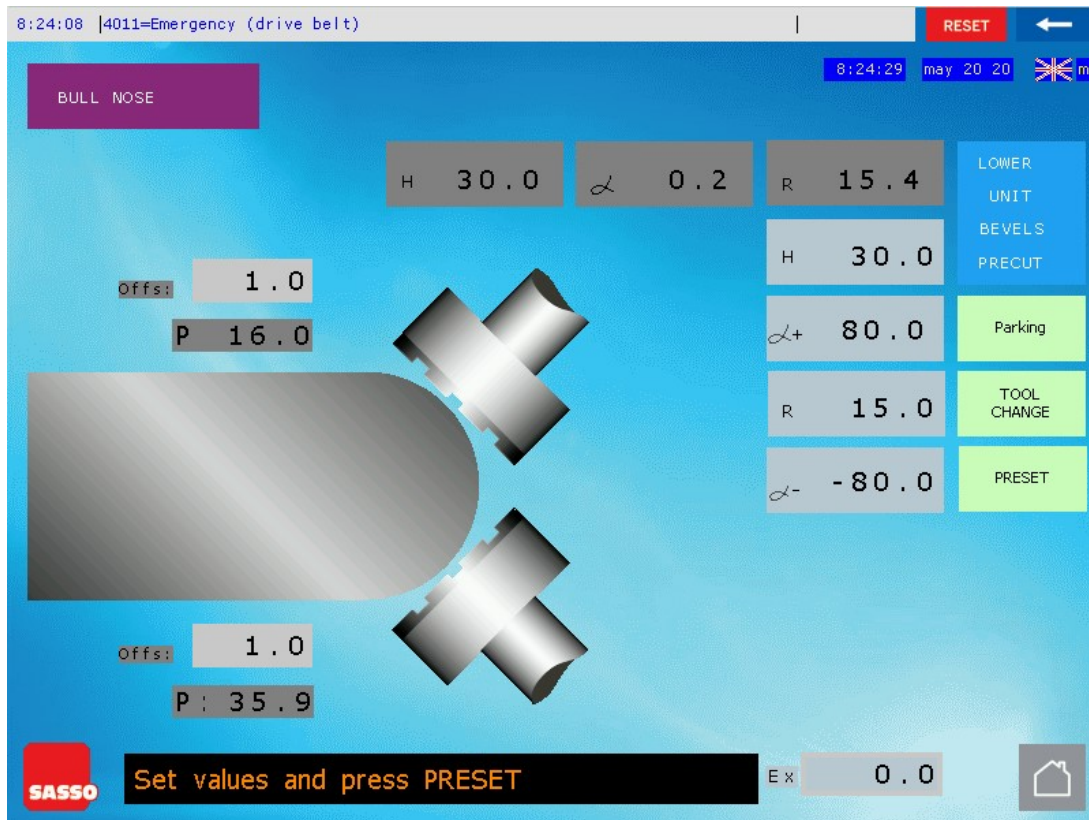 8:24:08 |4011=Emergency (drive belt)
RESET
8:24:29 may 20 20 m
BULL NOSE
H 30.0
α 0.2
R 15.4
LOWER
UNIT
BEVELS
PRECUT
H 30.0
Offs: 1.0
P 16.0
α+ 80.0
Parking
R 15.0
TOOL
CHANGE
α- -80.0
PRESET
Offs: 1.0
P: 35.9
SASSO
Set values and press PRESET
Ex 0.0